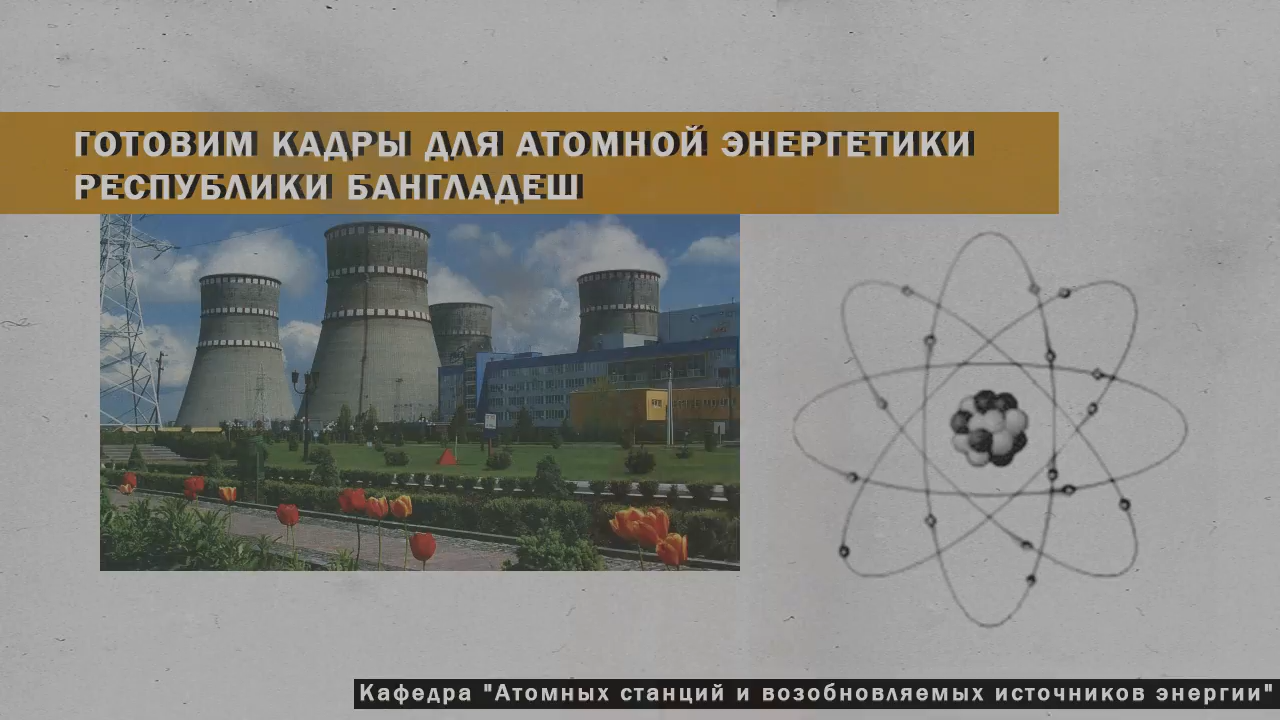 ГОТОВИМ КАДРЫ ДЛЯ АТОМНОЙ ЭНЕРГЕТИКИ
РЕСПУБЛИКИ БАНГЛАДЕШ
Кафедра "Атомных станций и возобновляемых источников энергии"